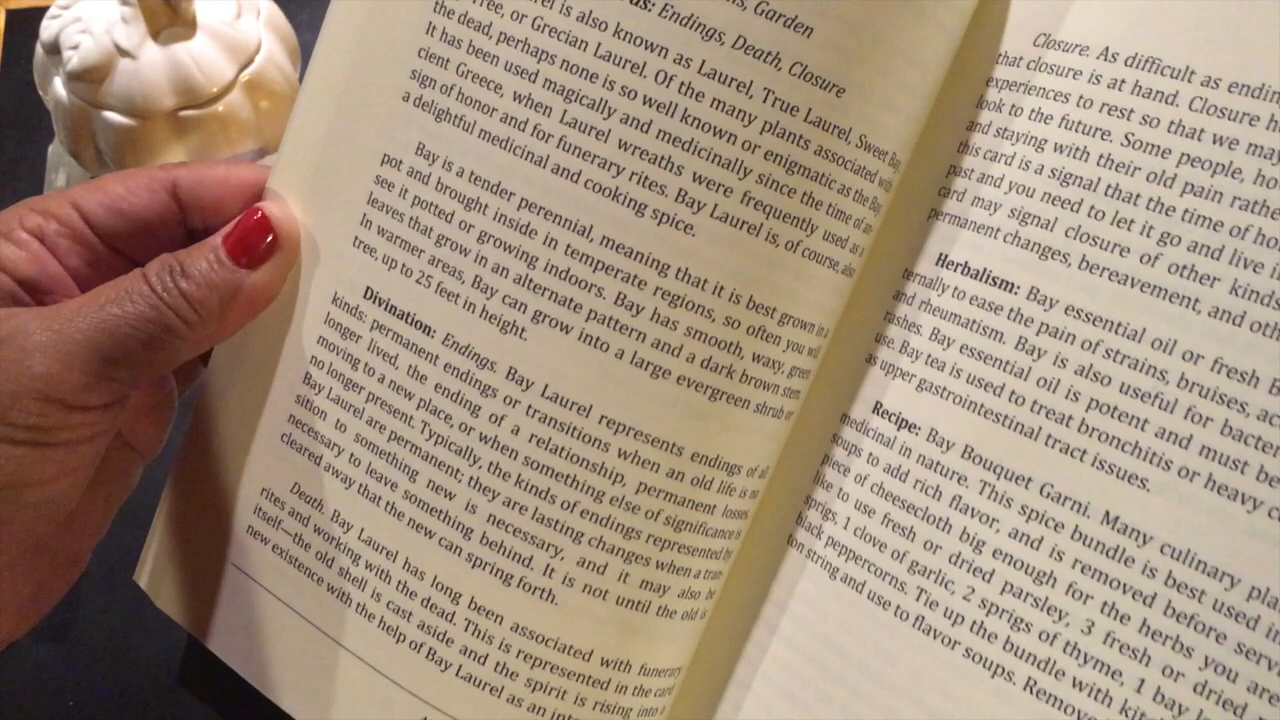 ns, Garden
ds: Endings, Death, Closure
rel is also known as Laurel, True Laurel, Sweet Bay,
Tree, or Grecian Laurel. Of the many plants associated with
the dead, perhaps none is so well known or enigmatic as the Bay.
It has been used magically and medicinally since the time of an-
cient Greece, when Laurel wreaths were frequently used as a
sign of honor and for funerary rites. Bay Laurel is, of course, also
a delightful medicinal and cooking spice.
Bay is a tender perennial, meaning that it is best grown in a
pot and brought inside in temperate regions, so often you will
see it potted or growing indoors. Bay has smooth, waxy, green
leaves that grow in an alternate pattern and a dark brown stem.
In warmer areas, Bay can grow into a large evergreen shrub or
tree, up to 25 feet in height.
Divination: Endings. Bay Laurel represents endings of all
kinds: permanent endings or transitions when an old life is no
longer lived, the ending of a relationship, permanent losses,
moving to a new place, or when something else of significance is
no longer present. Typically, the kinds of endings represented by
Bay Laurel are permanent; they are lasting changes when a tran-
sition to something new is necessary, and it may also be
necessary to leave something behind. It is not until the old is
cleared away that the new can spring forth.
Death. Bay Laurel has long been associated with funerary
rites and working with the dead. This is represented in the card
itself—the old shell is cast aside and the spirit is rising into a
new existence with the help of Bay Laurel as an inte
Closure. As difficult as endin
that closure is at hand. Closure h
experiences to rest so that we may
look to the future. Some people, ho
and staying with their old pain rathe
this card is a signal that the time of ho
past and you need to let it go and live i
card may signal closure of other kinds
permanent changes, bereavement, and oth
Herbalism: Bay essential oil or fresh B
ternally to ease the pain of strains, bruises, ac
and rheumatism. Bay is also useful for bacter
rashes. Bay essential oil is potent and must be
use. Bay tea is used to treat bronchitis or heavy c
as upper gastrointestinal tract issues.
Recipe: Bay Bouquet Garni. Many culinary pla
medicinal in nature. This spice bundle is best used i
soups to add rich flavor, and is removed before serv
piece of cheesecloth big enough for the herbs you are
like to use fresh or dried parsley, 3 fresh or dried
sprigs, 1 clove of garlic, 2 sprigs of thyme, 1 bay l
black peppercorns. Tie up the bundle with kitc
ton string and use to flavor soups. Remove